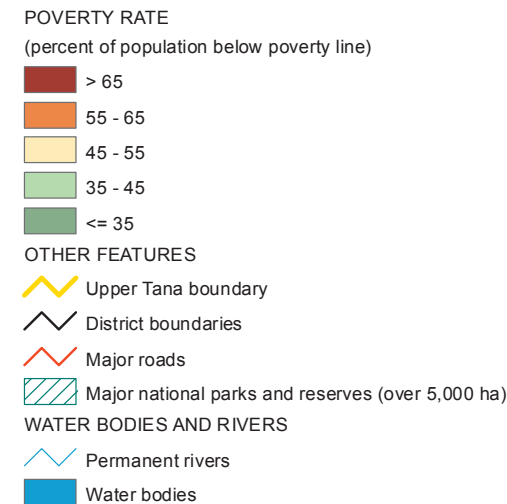 POVERTY RATE
(percent of population below poverty line)
> 65
55 - 65
45 - 55
35 - 45
<= 35
OTHER FEATURES
Upper Tana boundary
District boundaries
Major roads
Major national parks and reserves (over 5,000 ha)
WATER BODIES AND RIVERS
Permanent rivers
Water bodies